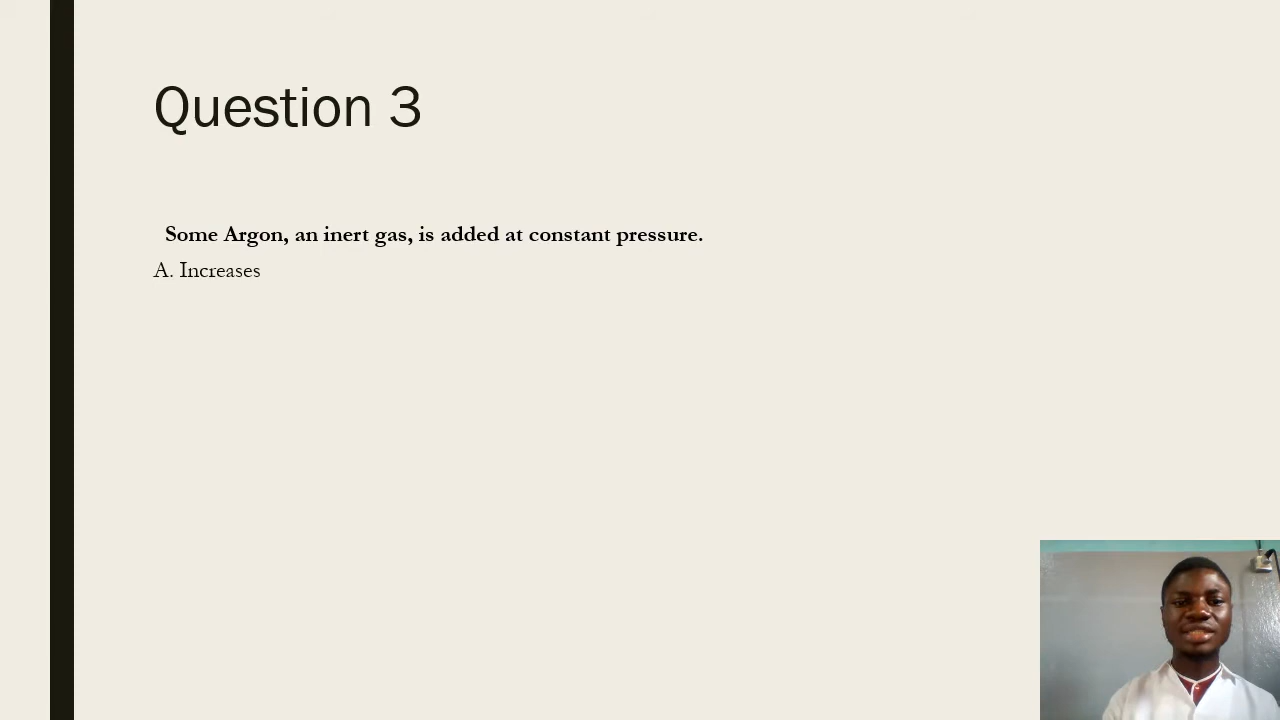 Question 3
Some Argon, an inert gas, is added at constant pressure.
A. Increases